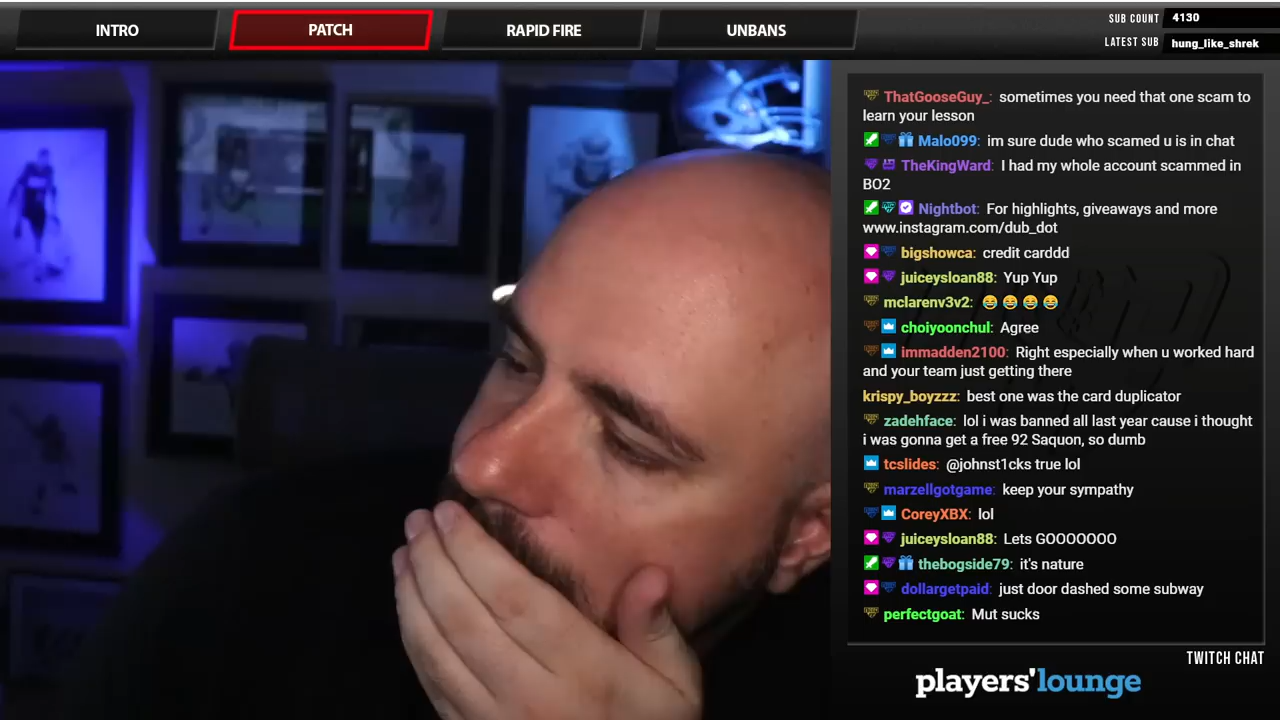 INTRO
PATCH
RAPID FIRE
UNBANS
SUB COUNT 4130
LATEST SUB hung_like_shrek
ThatGooseGuy_: sometimes you need that one scam to
learn your lesson
Malo099: im sure dude who scamed u is in chat
TheKingWard: I had my whole account scammed in
BO2
Nightbot: For highlights, giveaways and more
www.instagram.com/dub_dot
bigshowca: credit carddd
juiceysloan88: Yup Yup
mclarenv3v2: 😂 😂 😂 😂
choiyoonchul: Agree
immadden2100: Right especially when u worked hard
and your team just getting there
krispy_boyzzz: best one was the card duplicator
zadehface: lol i was banned all last year cause i thought
i was gonna get a free 92 Saquon, so dumb
tcslides: @johnst1cks true lol
marzellgotgame: keep your sympathy
CoreyXBX: lol
juiceysloan88: Lets GOOOOOOO
thebogside79: it's nature
dollargetpaid: just door dashed some subway
perfectgoat: Mut sucks
TWITCH CHAT
players'lounge